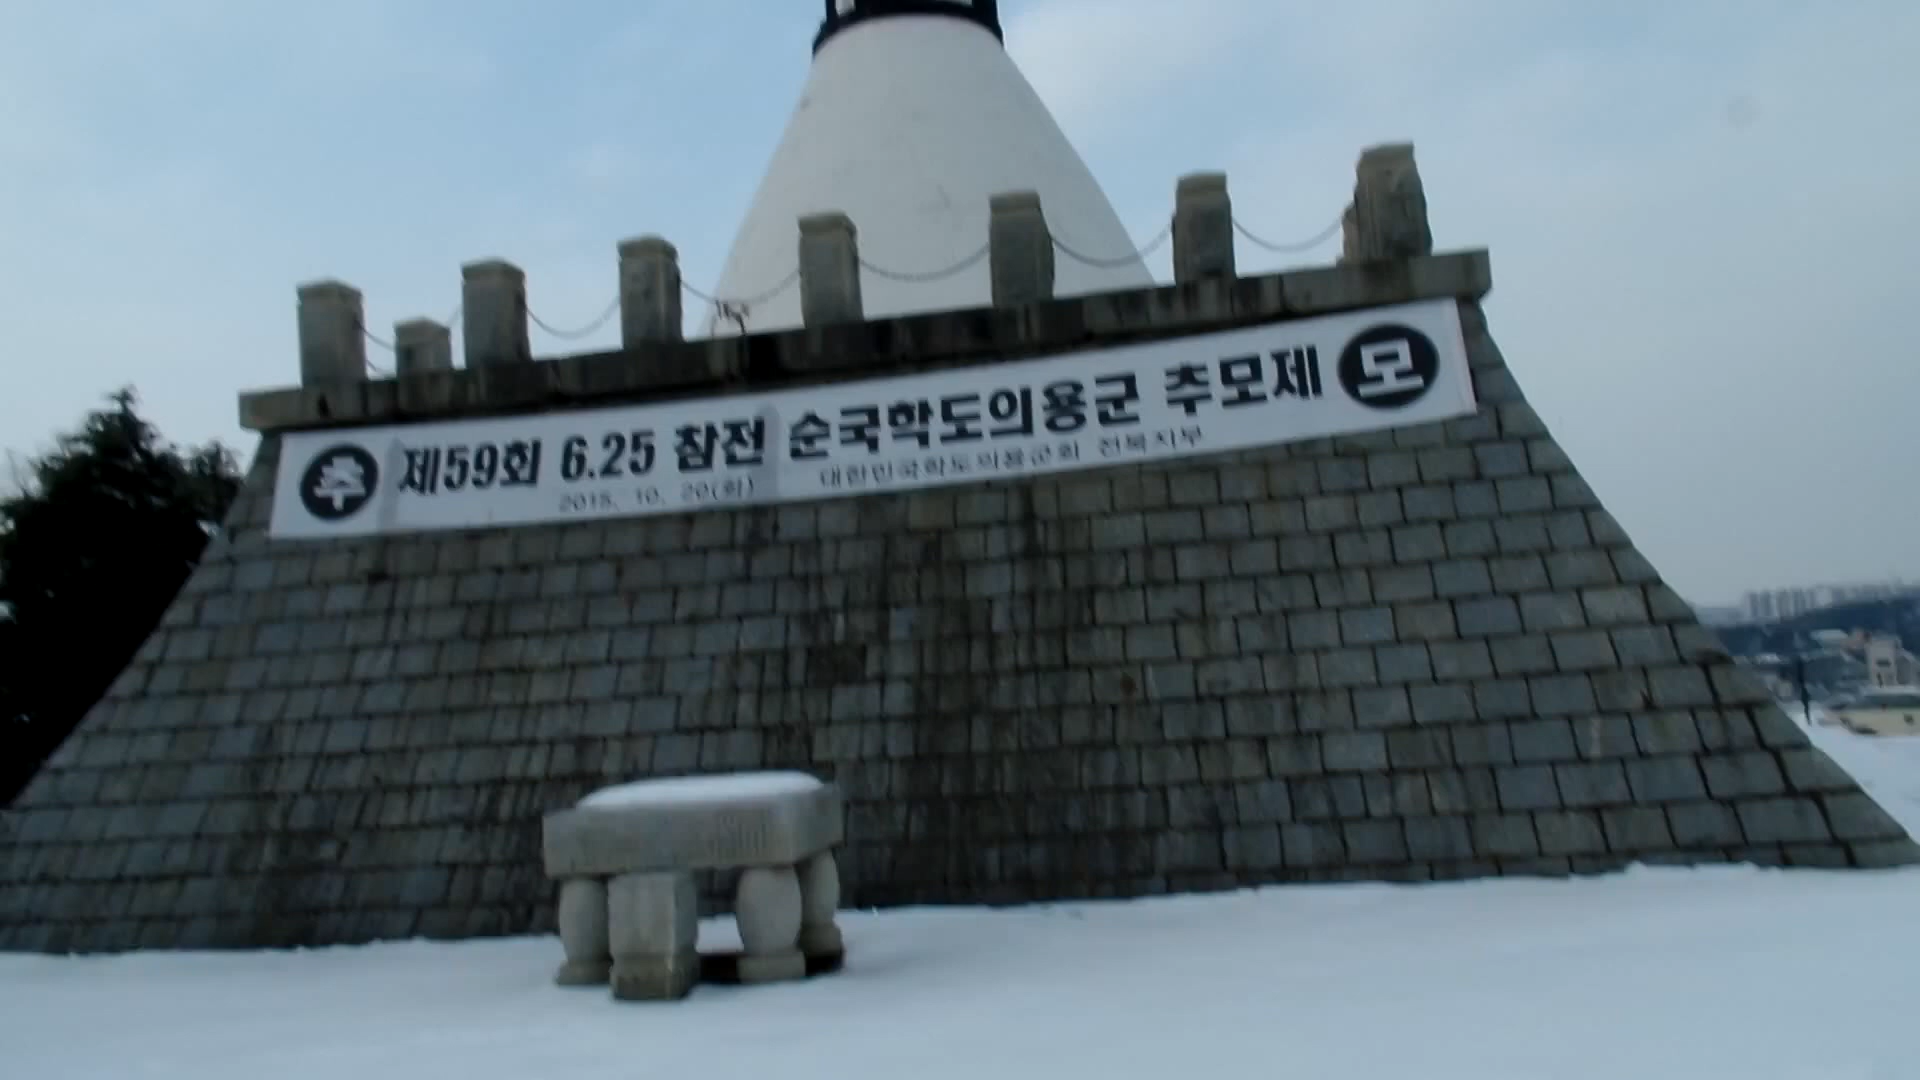 추 제59회 6.25 참전 순국학도의용군 추모제 모
2015. 10. 20(화) 대한민국학도의용군회 전북지부